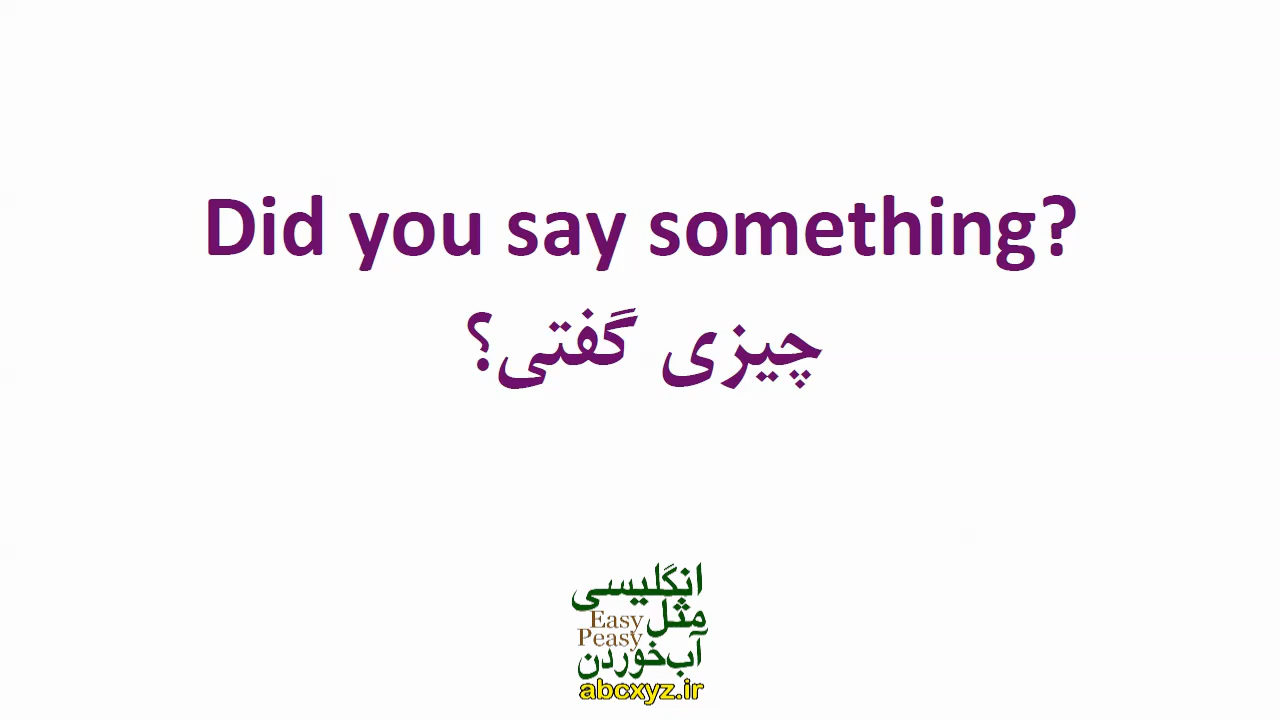 Did you say something?
چیزی گفتی؟
انگلیسی
مثل
Easy
Peasy
آب‌خوردن
abcxyz.ir